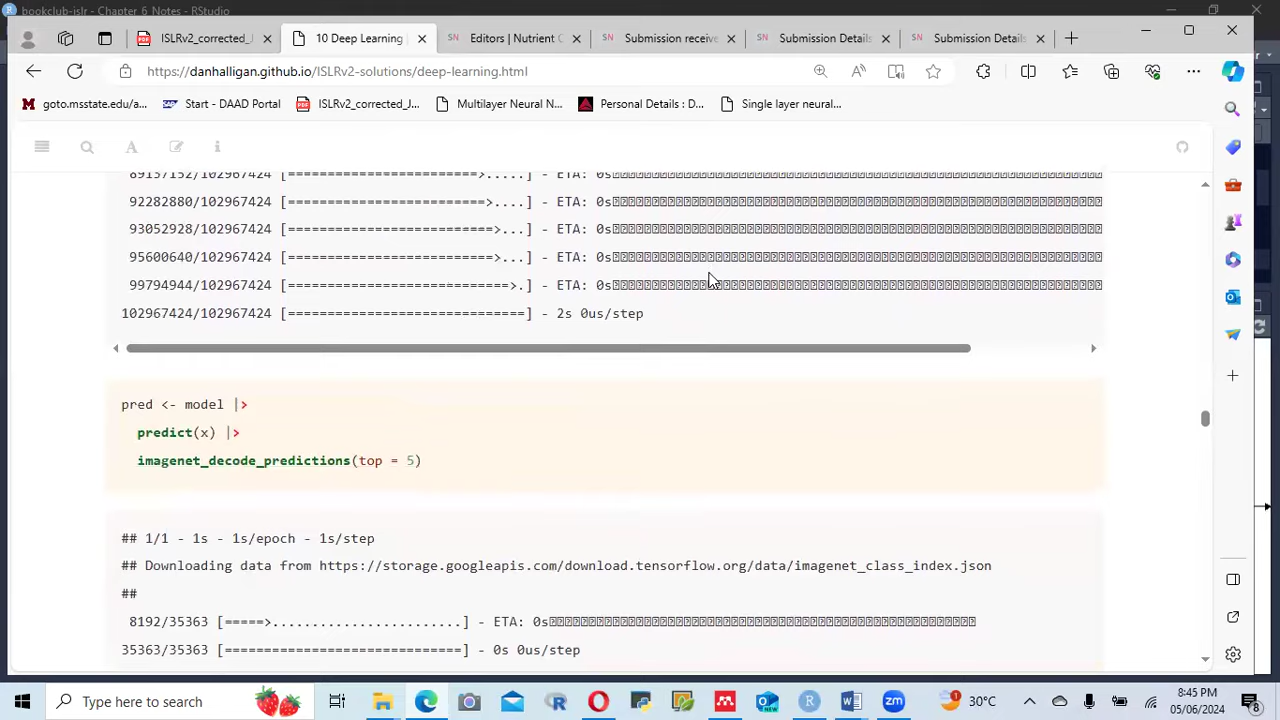 bookclub-islr - Chapter 6 Notes - RStudio
ISLRv2_corrected_J
10 Deep Learning
Editors | Nutrient C
Submission receive
Submission Details
Submission Details
https://danhalligan.github.io/ISLRv2-solutions/deep-learning.html
goto.msstate.edu/a...
Start - DAAD Portal
ISLRv2_corrected_J...
Multilayer Neural N...
Personal Details : D...
Single layer neural...
/102967424 [========================>.....] - ETA: 0s
92282880/102967424 [=========================>....] - ETA: 0s
93052928/102967424 [==========================>...] - ETA: 0s
95600640/102967424 [==========================>...] - ETA: 0s
99794944/102967424 [============================>.] - ETA: 0s
102967424/102967424 [==============================] - 2s 0us/step
pred <- model |>
predict(x) |>
imagenet_decode_predictions(top = 5)
## 1/1 - 1s - 1s/epoch - 1s/step
## Downloading data from https://storage.googleapis.com/download.tensorflow.org/data/imagenet_class_index.json
##
8192/35363 [=====>........................] - ETA: 0s
35363/35363 [==============================] - 0s 0us/step
Type here to search
30°C
8:45 PM
05/06/2024